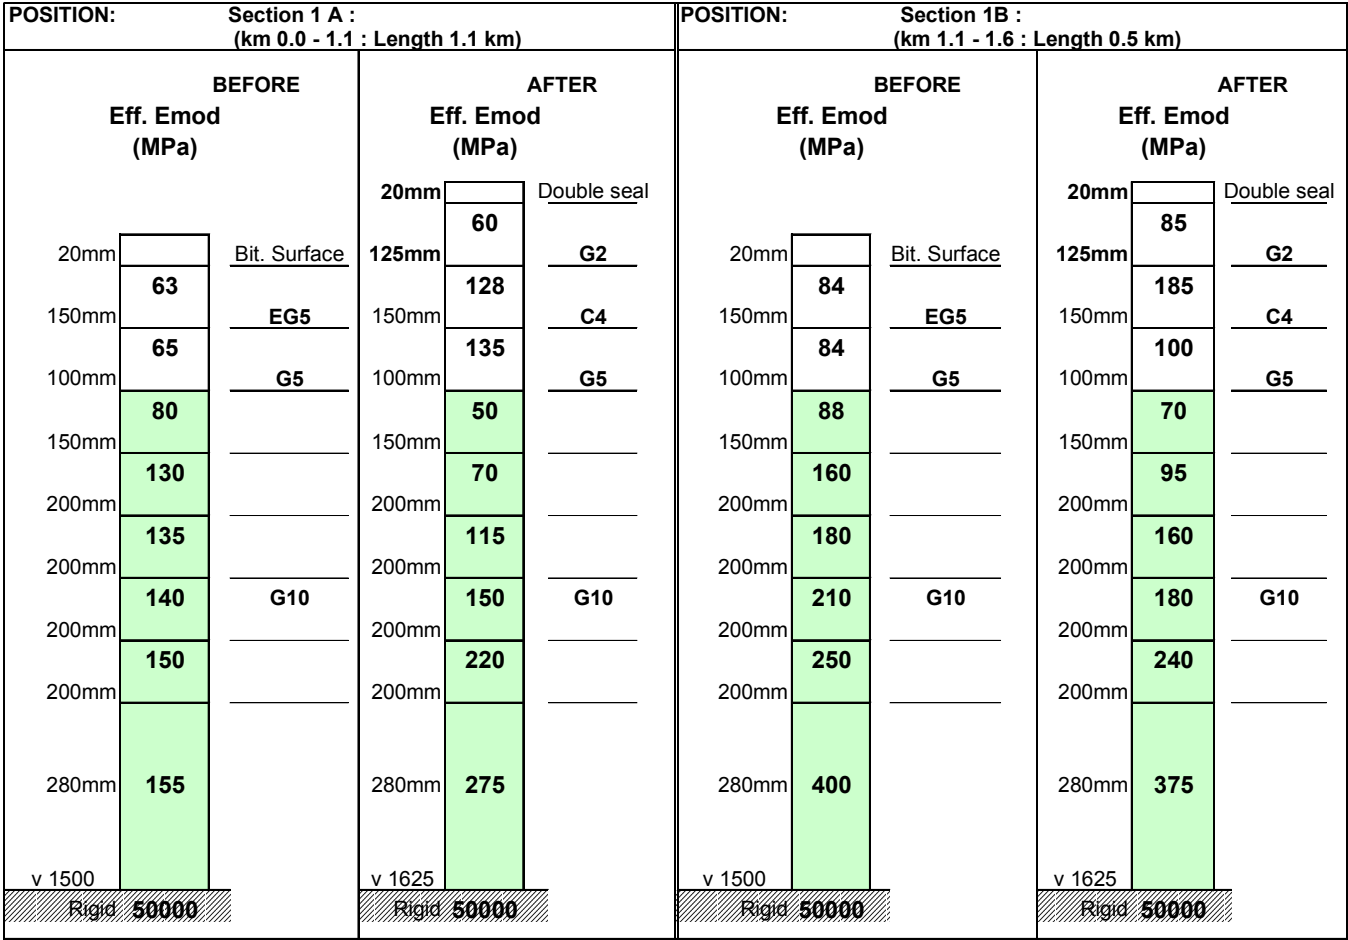 POSITION: Section 1 A : POSITION: Section 1B :
(km 0.0 - 1.1 : Length 1.1 km) (km 1.1 - 1.6 : Length 0.5 km)
BEFORE AFTER BEFORE AFTER
Eff. Emod Eff. Emod Eff. Emod Eff. Emod
(MPa) (MPa) (MPa) (MPa)
20mm Double seal 20mm Double seal
60 85
20mm Bit. Surface 125mm G2 20mm Bit. Surface 125mm G2
63 128 84 185
150mm EG5 150mm C4 150mm EG5 150mm C4
65 135 84 100
100mm G5 100mm G5 100mm G5 100mm G5
80 50 88 70
150mm 150mm 150mm 150mm
130 70 160 95
200mm 200mm 200mm 200mm
135 115 180 160
200mm 200mm 200mm 200mm
140 G10 150 G10 210 G10 180 G10
200mm 200mm 200mm 200mm
150 220 250 240
200mm 200mm 200mm 200mm
280mm 155 280mm 275 280mm 400 280mm 375
v 1500 v 1625 v 1500 v 1625
Rigid 50000 Rigid 50000 Rigid 50000 Rigid 50000